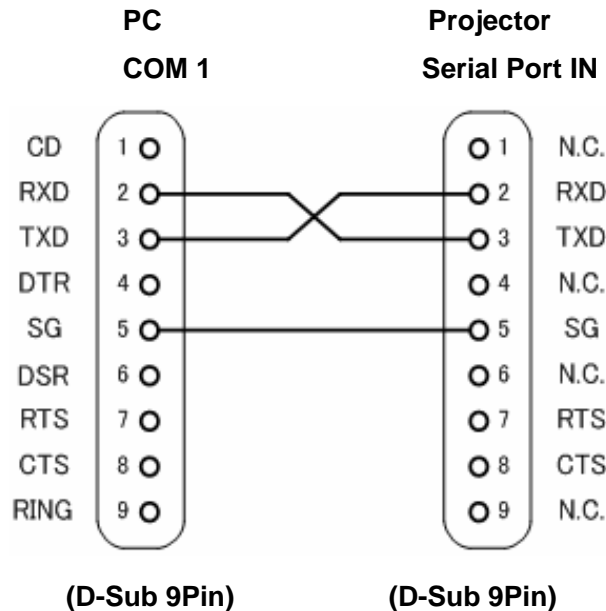 PC Projector
COM 1 Serial Port IN
CD 1 1 N.C.
RXD 2 2 RXD
TXD 3 3 TXD
DTR 4 4 N.C.
SG 5 5 SG
DSR 6 6 N.C.
RTS 7 7 RTS
CTS 8 8 CTS
RING 9 9 N.C.
(D-Sub 9Pin) (D-Sub 9Pin)